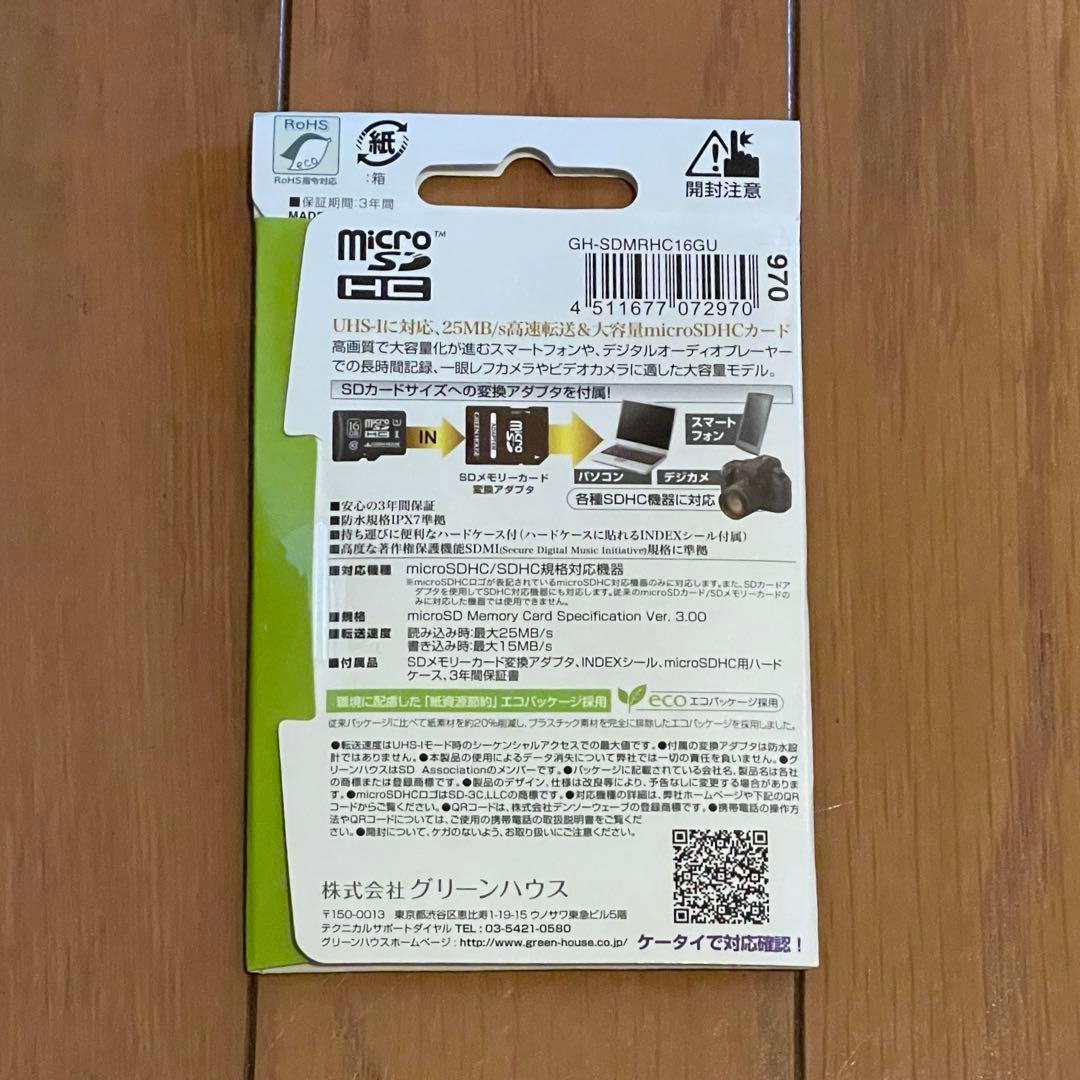 RoHS
eco
RoHS指令対応
紙
:箱
開封注意
■保証期間:3年間
MADE
micro™
SD
HC
GH-SDMRHC16GU
970
4 511677 072970
UHS-Iに対応、25MB/s高速転送&大容量microSDHCカード
高画質で大容量化が進むスマートフォンや、デジタルオーディオプレーヤー
での長時間記録、一眼レフカメラやビデオカメラに適した大容量モデル。
SDカードサイズへの変換アダプタを付属!
16GB
micro
SD
HC I
IN
micro
SD
ADAPTER
GREEN HOUSE
SDメモリーカード
変換アダプタ
パソコン
スマート
フォン
デジカメ
各種SDHC機器に対応
■安心の3年間保証
■防水規格IPX7準拠
■持ち運びに便利なハードケース付(ハードケースに貼れるINDEXシール付属)
■高度な著作権保護機能SDMI(Secure Digital Music Initiative)規格に準拠
■対応機種 microSDHC/SDHC規格対応機器
※microSDHCロゴが表記されているmicroSDHC対応機器のみに対応します。また、SDカードア
ダプタを使用してSDHC対応機器にも対応します。従来のmicroSDカード/SDメモリーカードの
みに対応した機器では使用できません。
■規格 microSD Memory Card Specification Ver. 3.00
■転送速度 読み込み時:最大25MB/s
書き込み時:最大15MB/s
■付属品 SDメモリーカード変換アダプタ、INDEXシール、microSDHC用ハード
ケース、3年間保証書
環境に配慮した「紙資源節約」エコパッケージ採用 eco エコパッケージ採用
従来パッケージに比べて紙素材を約20%削減し、プラスチック素材を完全に排除したエコパッケージを採用しました。
●転送速度はUHS-Iモード時のシーケンシャルアクセスでの最大値です。●付属の変換アダプタは防水設
計ではありません。●本製品の使用によるデータ消失について弊社では一切の責任を負いません。●グ
リーンハウスはSD Associationのメンバーです。●パッケージに記載されている会社名、製品名は各社
の商標または登録商標です。●製品のデザイン、仕様は改良等により、予告なしに変更する場合がありま
す。●microSDHCロゴはSD-3C,LLCの商標です。●対応機種の詳細は、弊社ホームページや下記のQR
コードからご覧ください。●QRコードは、株式会社デンソーウェーブの登録商標です。●携帯電話の操作方
法やQRコードについては、ご使用の携帯電話の取扱説明書をご覧くだ
さい。●開封について、ケガのないよう、お取り扱いにご注意ください。
株式会社 グリーンハウス
〒150-0013 東京都渋谷区恵比寿1-19-15 ウノサワ東急ビル5階
テクニカルサポートダイヤル TEL : 03-5421-0580
グリーンハウスホームページ : http://www.green-house.co.jp/
ケータイで対応確認!